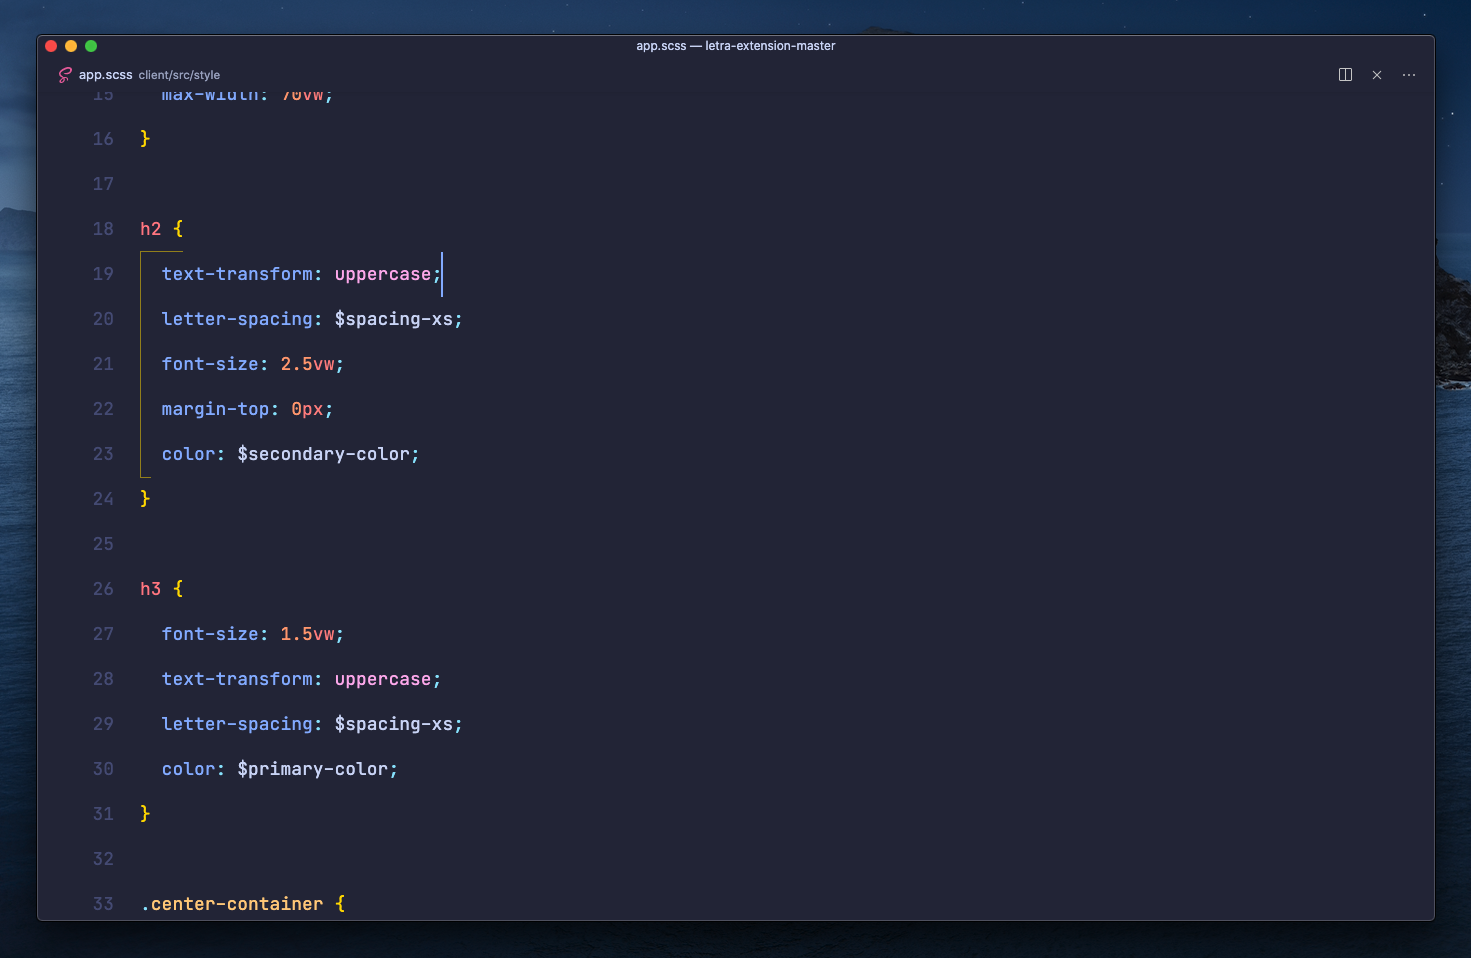 app.scss — letra-extension-master
app.scss client/src/style
15 max-width: 70vw;
16 }
17
18 h2 {
19 text-transform: uppercase;
20 letter-spacing: $spacing-xs;
21 font-size: 2.5vw;
22 margin-top: 0px;
23 color: $secondary-color;
24 }
25
26 h3 {
27 font-size: 1.5vw;
28 text-transform: uppercase;
29 letter-spacing: $spacing-xs;
30 color: $primary-color;
31 }
32
33 .center-container {